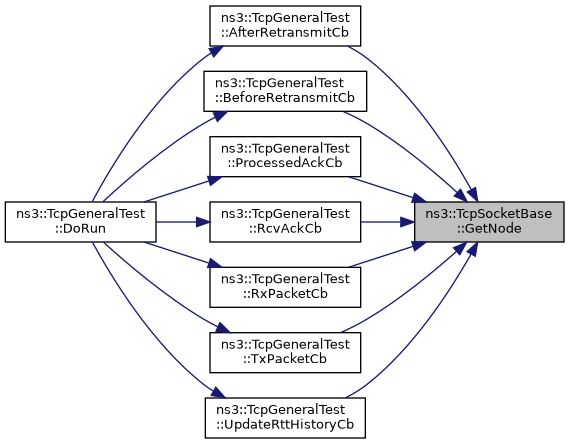 ns3::TcpGeneralTest
::AfterRetransmitCb
ns3::TcpGeneralTest
::BeforeRetransmitCb
ns3::TcpGeneralTest
::ProcessedAckCb
ns3::TcpGeneralTest
::DoRun
ns3::TcpGeneralTest
::RcvAckCb
ns3::TcpSocketBase
::GetNode
ns3::TcpGeneralTest
::RxPacketCb
ns3::TcpGeneralTest
::TxPacketCb
ns3::TcpGeneralTest
::UpdateRttHistoryCb